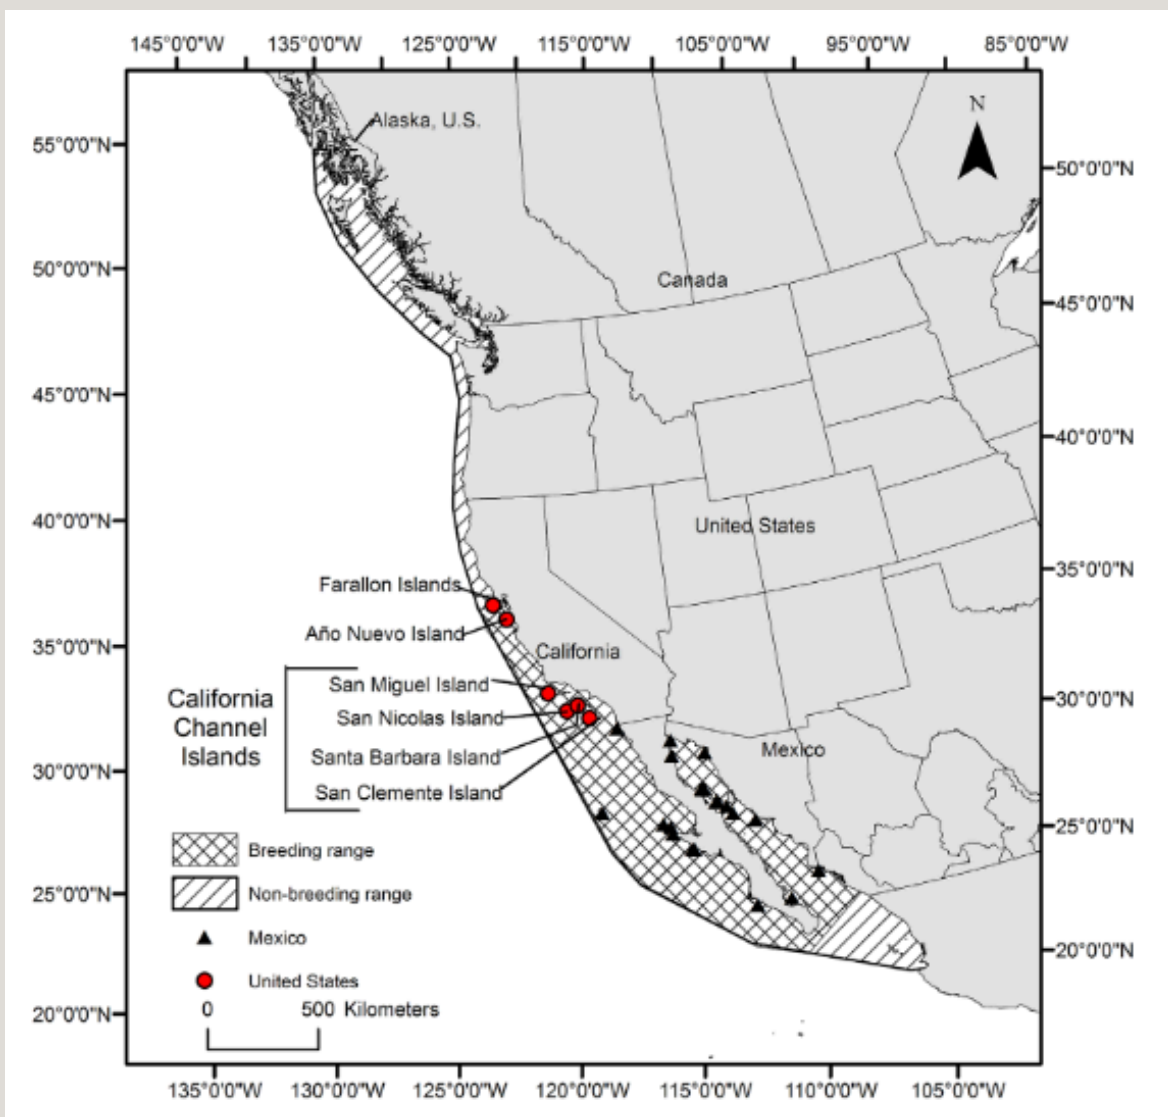 145°0'0"W 135°0'0"W 125°0'0"W 115°0'0"W 105°0'0"W 95°0'0"W 85°0'0"W
N
Alaska, U.S.
55°0'0"N
50°0'0"N
50°0'0"N
Canada
45°0'0"N
45°0'0"N
40°0'0"N
40°0'0"N
United States
35°0'0"N
Farallon Islands
Año Nuevo Island
35°0'0"N
California
San Miguel Island
30°0'0"N
California
Channel
Islands
San Nicolas Island
Santa Barbara Island
San Clemente Island
Mexico
30°0'0"N
25°0'0"N
Breeding range
Non-breeding range
25°0'0"N
Mexico
20°0'0"N
United States
0 500 Kilometers
20°0'0"N
135°0'0"W 130°0'0"W 125°0'0"W 120°0'0"W 115°0'0"W 110°0'0"W 105°0'0"W